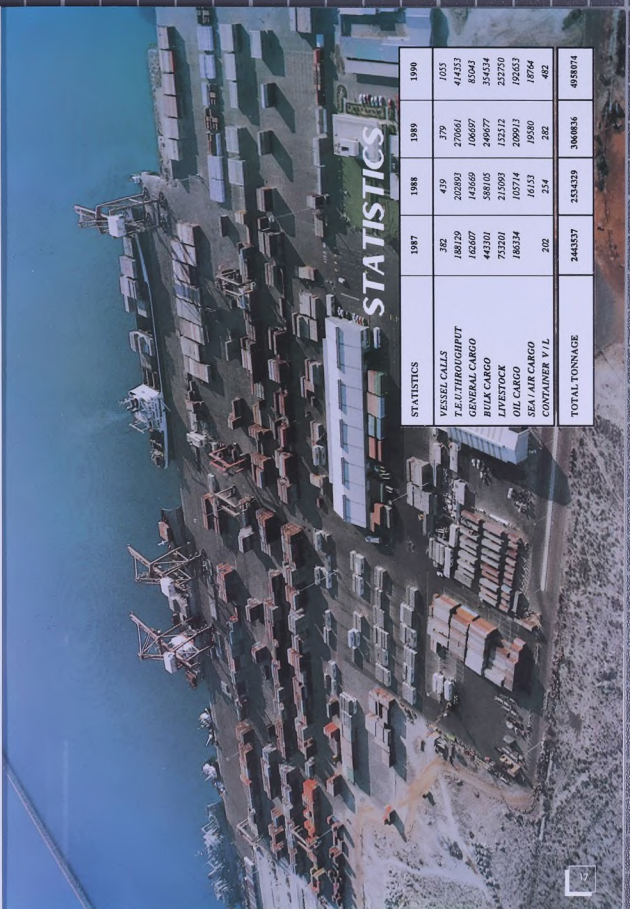 STATISTICS
STATISTICS 1987 1988 1989 1990
VESSEL CALLS 382 439 379 1055
T.E.U.THROUGHPUT 188129 202893 270661 414353
GENERAL CARGO 162607 143669 106697 85043
BULK CARGO 443301 588105 249677 354534
LIVESTOCK 753201 215093 152512 252750
OIL CARGO 186334 105714 209913 192653
SEA / AIR CARGO 16153 19580 18764
CONTAINER V / L 202 254 282 482
TOTAL TONNAGE 2443537 2534329 3060836 4958074
17